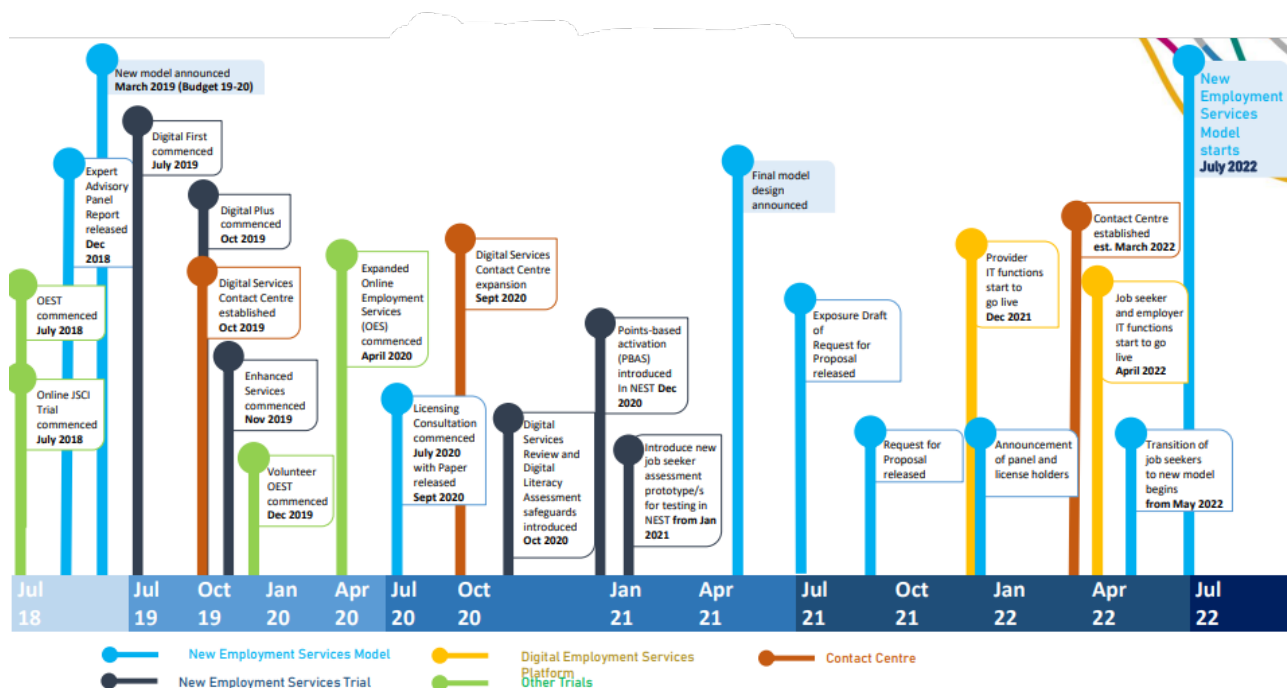 New model announced
March 2019 (Budget 19-20)
Digital First
commenced
July 2019
Expert
Advisory
Panel
Report
released
Dec
2018
Digital Plus
commenced
Oct 2019
OEST
commenced
July 2018
Digital Services
Contact Centre
established
Oct 2019
Online JSCI
Trial
commenced
July 2018
Enhanced
Services
commenced
Nov 2019
Volunteer
OEST
commenced
Dec 2019
Expanded
Online
Employment
Services
(OES)
commenced
April 2020
Licensing
Consultation
commenced
July 2020
with Paper
released
Sept 2020
Digital Services
Contact Centre
expansion
Sept 2020
Digital
Services
Review and
Digital
Literacy
Assessment
safeguards
introduced
Oct 2020
Points-based
activation
(PBAS)
introduced
In NEST Dec
2020
Introduce new
job seeker
assessment
prototype/s
for testing in
NEST from Jan
2021
Final model
design
announced
Exposure Draft
of
Request for
Proposal
released
Request for
Proposal
released
Provider
IT functions
start to
go live
Dec 2021
Announcement
of panel and
license holders
Contact Centre
established
est. March 2022
Job seeker
and employer
IT functions
start to go
live
April 2022
Transition of
job seekers
to new model
begins
from May 2022
New
Employment
Services
Model
starts
July 2022
Jul Jul Oct Jan Apr Jul Oct Jan Apr Jul Oct Jan Apr Jul
18 19 19 20 20 20 20 21 21 21 21 22 22 22
New Employment Services Model
Digital Employment Services
Platform
Contact Centre
New Employment Services Trial
Other Trials